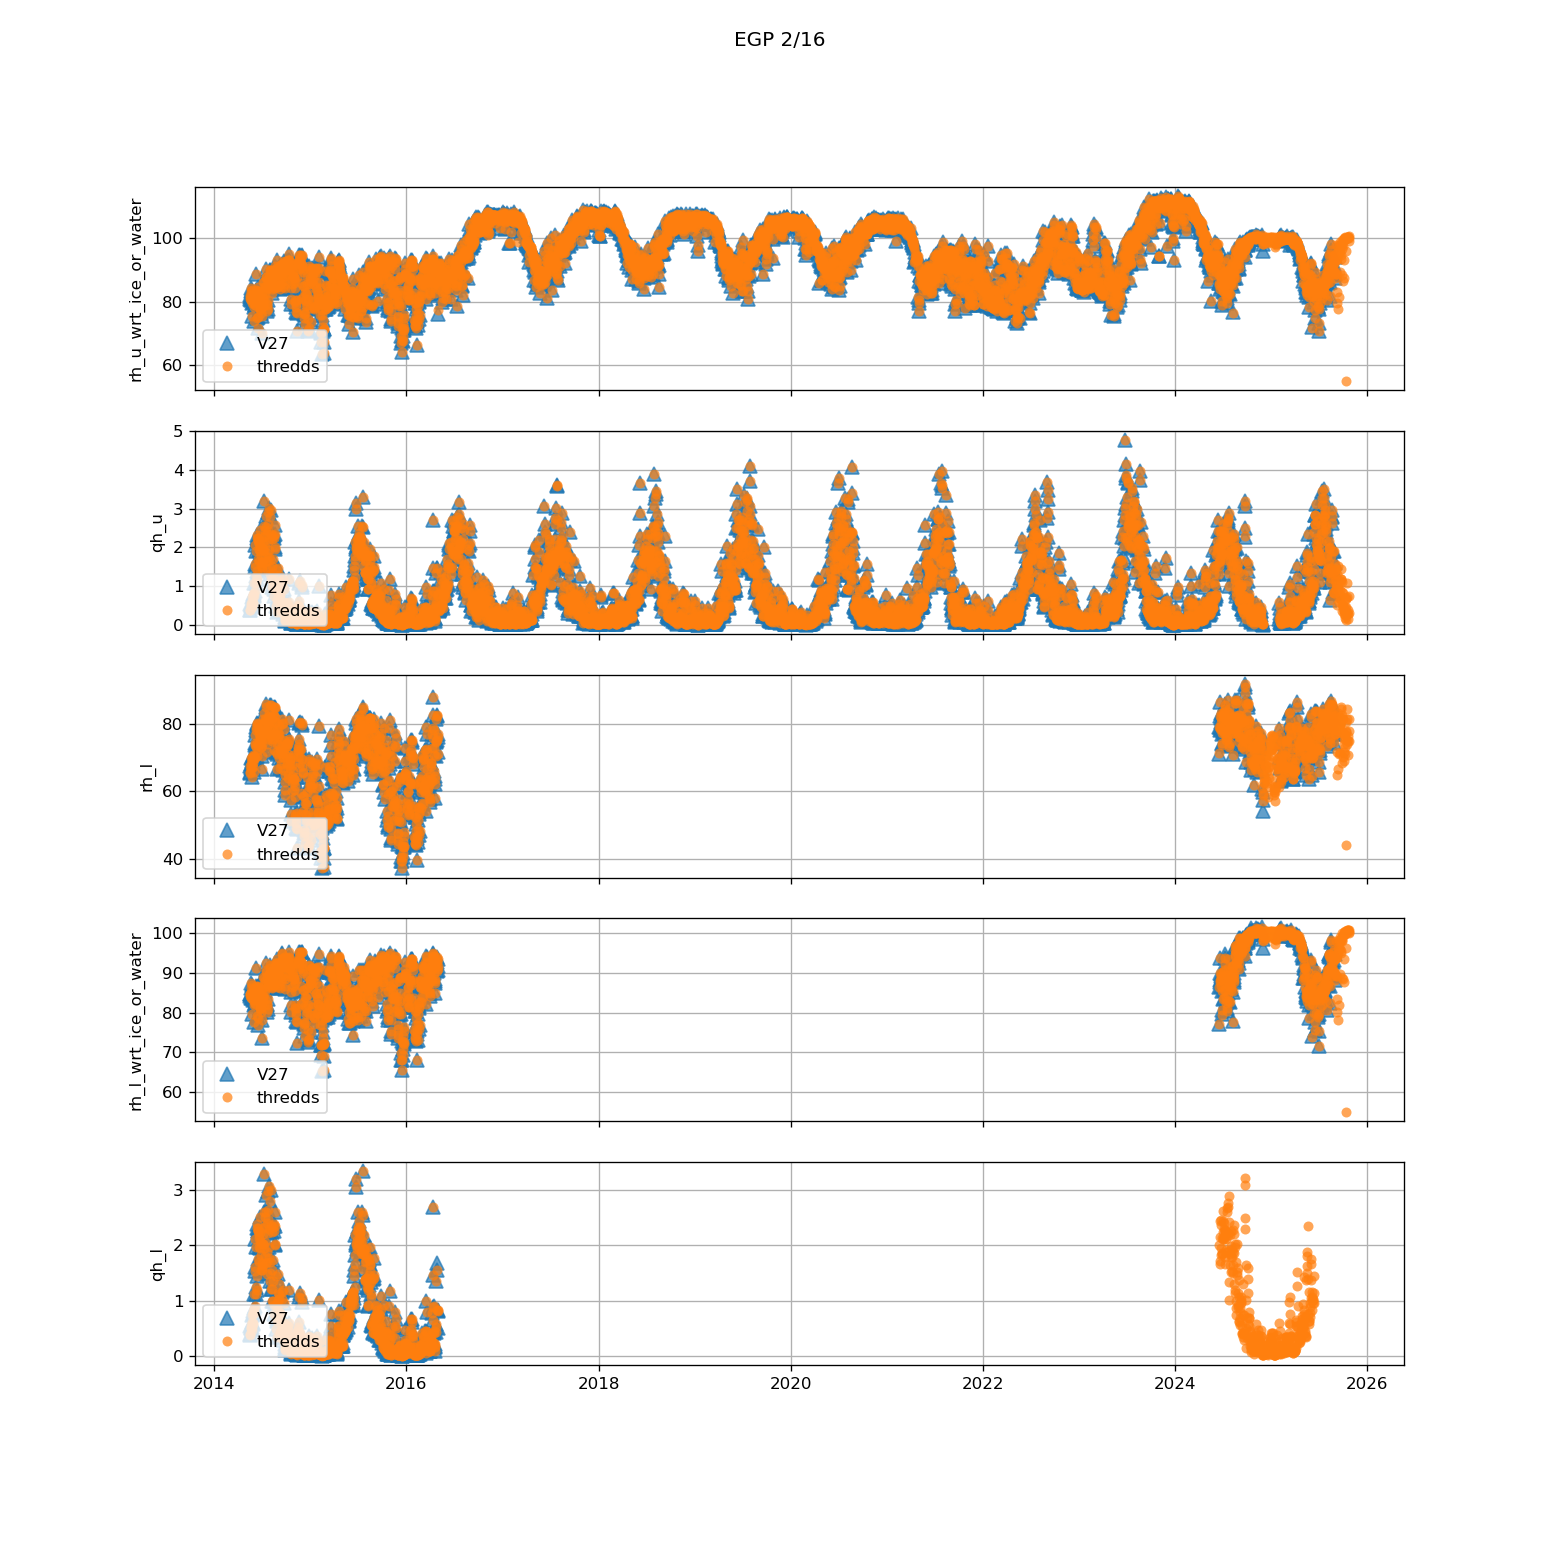 EGP 2/16
rh_u_wrt_ice_or_water
100
80
60
V27
thredds
qh_u
5
4
3
2
1
0
V27
thredds
rh_l
80
60
40
V27
thredds
rh_l_wrt_ice_or_water
100
90
80
70
60
V27
thredds
qh_l
3
2
1
0
V27
thredds
2014 2016 2018 2020 2022 2024 2026